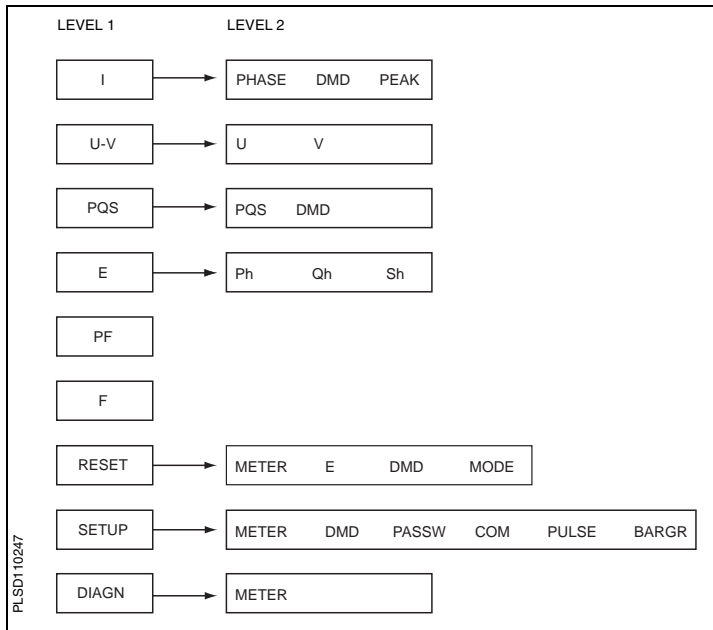 LEVEL 1 LEVEL 2
I PHASE DMD PEAK
U-V U V
PQS PQS DMD
E Ph Qh Sh
PF
F
RESET METER E DMD MODE
SETUP METER DMD PASSW COM PULSE BARGR
DIAGN METER
PLSD110247